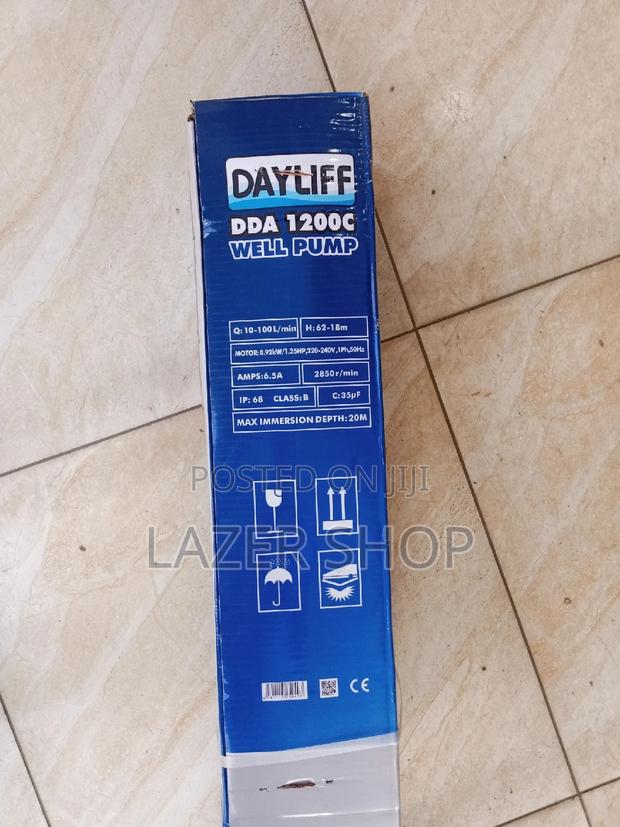 DAYLIFF
DDA 1200C
WELL PUMP
Q: 10-100L/min H: 62-18m
MOTOR: 0.92kW/1.25HP,220-240V,1Ph,50Hz
AMPS:6.5A 2850r/min
IP: 68 CLASS: B C: 35µF
MAX IMMERSION DEPTH: 20M
POSTED ON JIJI
LAZER SHOP
CE